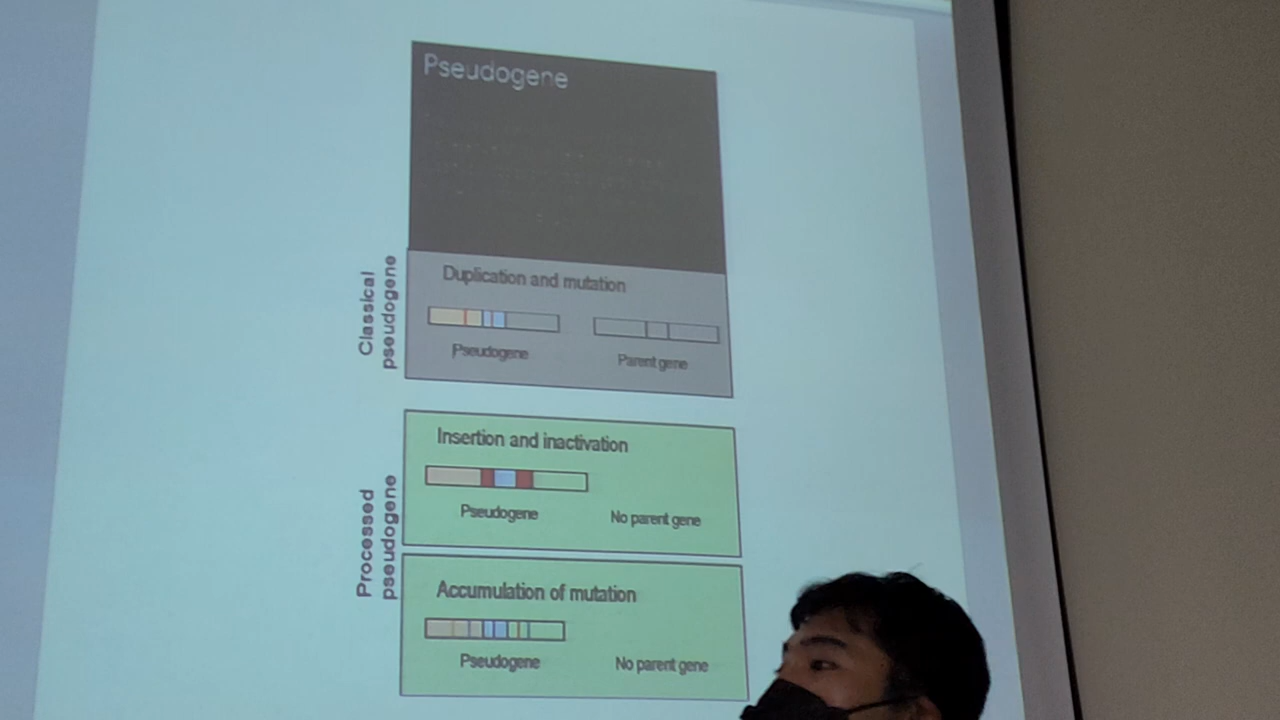 Pseudogene
Classical
pseudogene
Duplication and mutation
Pseudogene
Parent gene
Processed
pseudogene
Insertion and inactivation
Pseudogene
No parent gene
Accumulation of mutation
Pseudogene
No parent gene